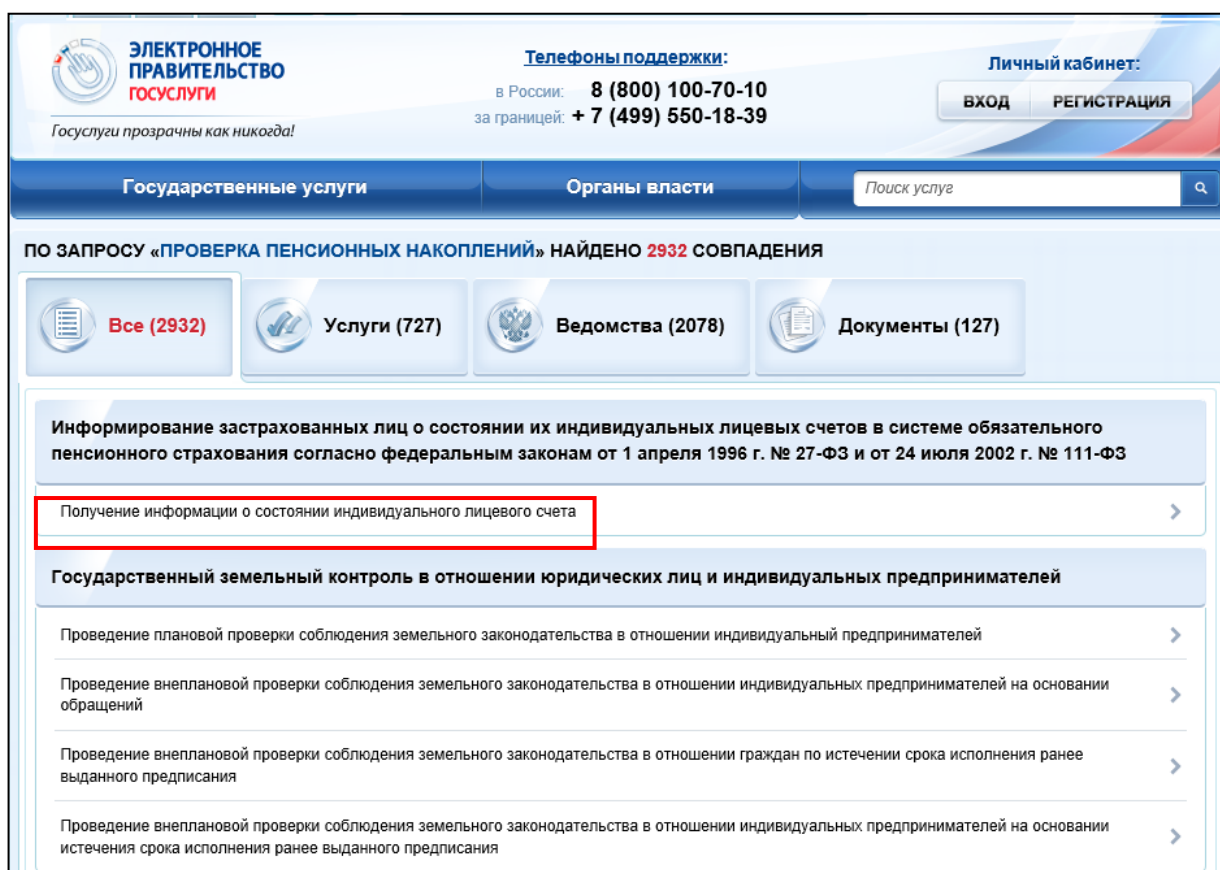 ЭЛЕКТРОННОЕ
ПРАВИТЕЛЬСТВО
ГОСУСЛУГИ
Госуслуги прозрачны как никогда!
Телефоны поддержки:
в России: 8 (800) 100-70-10
за границей: + 7 (499) 550-18-39
Личный кабинет:
ВХОД РЕГИСТРАЦИЯ
Государственные услуги Органы власти Поиск услуг
ПО ЗАПРОСУ «ПРОВЕРКА ПЕНСИОННЫХ НАКОПЛЕНИЙ» НАЙДЕНО 2932 СОВПАДЕНИЯ
Все (2932) Услуги (727) Ведомства (2078) Документы (127)
Информирование застрахованных лиц о состоянии их индивидуальных лицевых счетов в системе обязательного
пенсионного страхования согласно федеральным законам от 1 апреля 1996 г. № 27-ФЗ и от 24 июля 2002 г. № 111-ФЗ
Получение информации о состоянии индивидуального лицевого счета
Государственный земельный контроль в отношении юридических лиц и индивидуальных предпринимателей
Проведение плановой проверки соблюдения земельного законодательства в отношении индивидуальный предпринимателей
Проведение внеплановой проверки соблюдения земельного законодательства в отношении индивидуальных предпринимателей на основании
обращений
Проведение внеплановой проверки соблюдения земельного законодательства в отношении граждан по истечении срока исполнения ранее
выданного предписания
Проведение внеплановой проверки соблюдения земельного законодательства в отношении индивидуальных предпринимателей на основании
истечения срока исполнения ранее выданного предписания